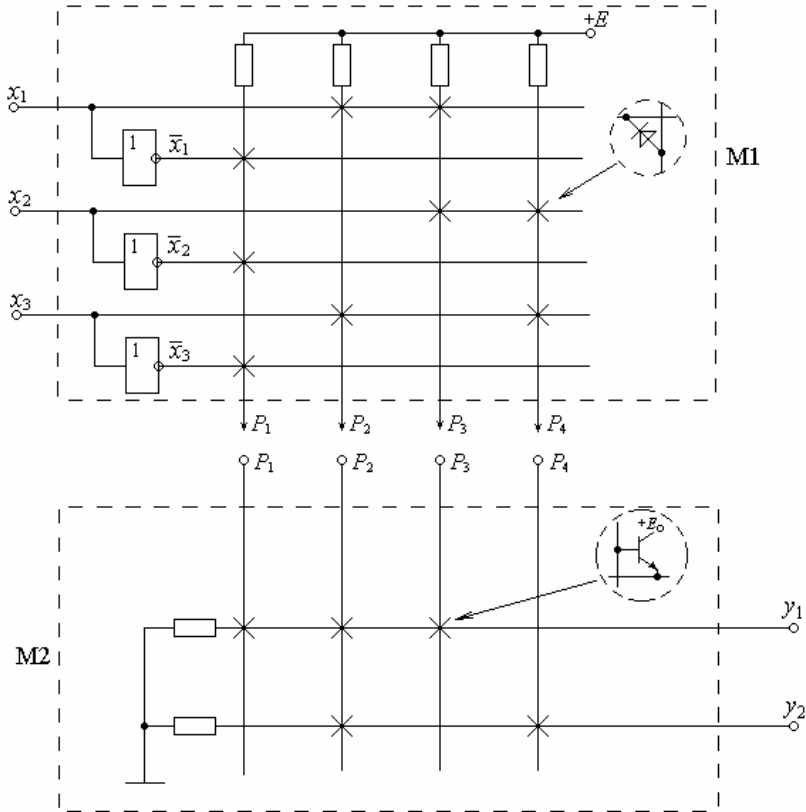 +E
x₁
1
x̄₁
M1
x₂
1
x̄₂
x₃
1
x̄₃
P₁ P₂ P₃ P₄
P₁ P₂ P₃ P₄
+E₀
y₁
M2
y₂